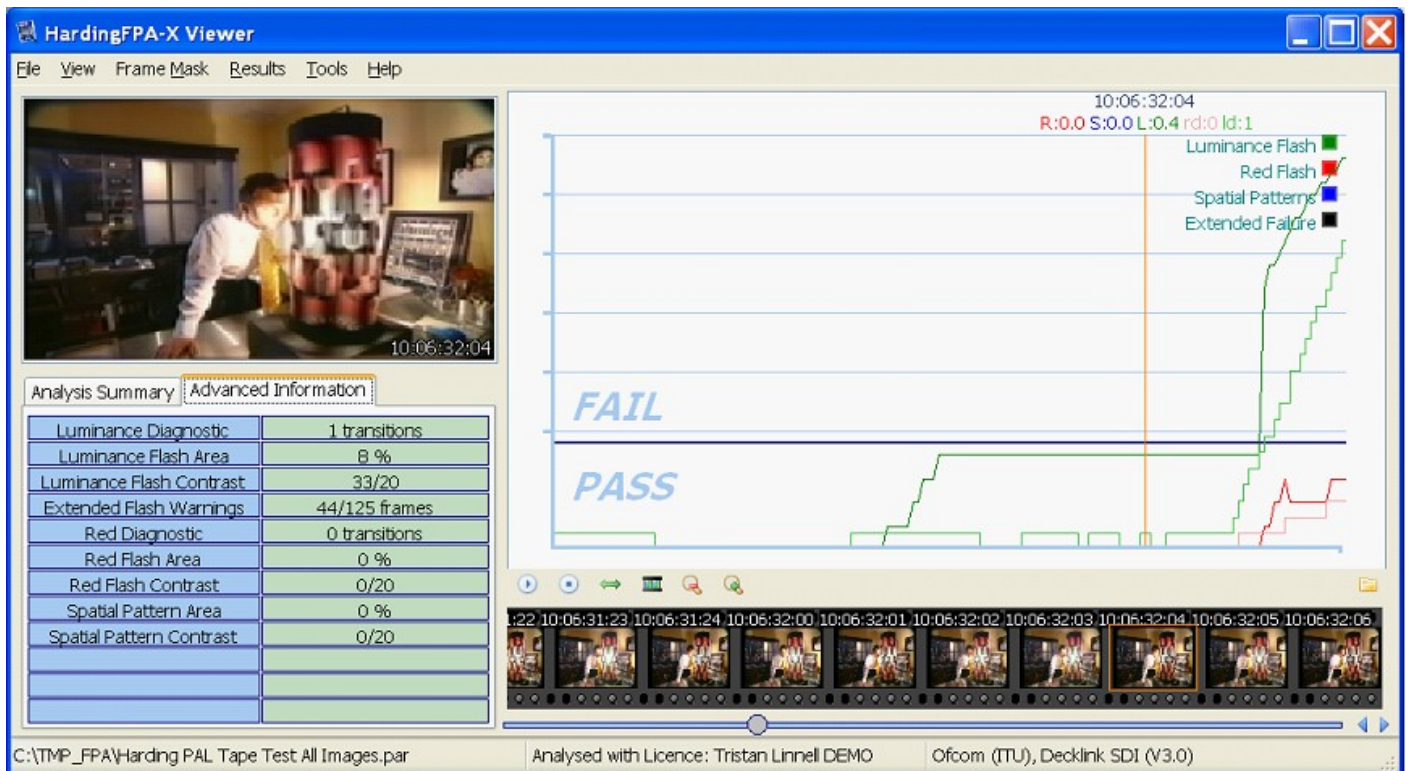 HardingFPA-X Viewer
File View Frame Mask Results Tools Help
10:06:32:04
Analysis Summary Advanced Information
Luminance Diagnostic 1 transitions
Luminance Flash Area 8 %
Luminance Flash Contrast 33/20
Extended Flash Warnings 44/125 frames
Red Diagnostic 0 transitions
Red Flash Area 0 %
Red Flash Contrast 0/20
Spatial Pattern Area 0 %
Spatial Pattern Contrast 0/20
10:06:32:04
R:0.0 S:0.0 L:0.4 rd:0 ld:1
Luminance Flash
Red Flash
Spatial Patterns
Extended Failure
FAIL
PASS
1:22 10:06:31:23 10:06:31:24 10:06:32:00 10:06:32:01 10:06:32:02 10:06:32:03 10:06:32:04 10:06:32:05 10:06:32:06
C:\TMP_FPA\Harding PAL Tape Test All Images.par Analysed with Licence: Tristan Linnell DEMO Ofcom (ITU), Decklink SDI (V3.0)